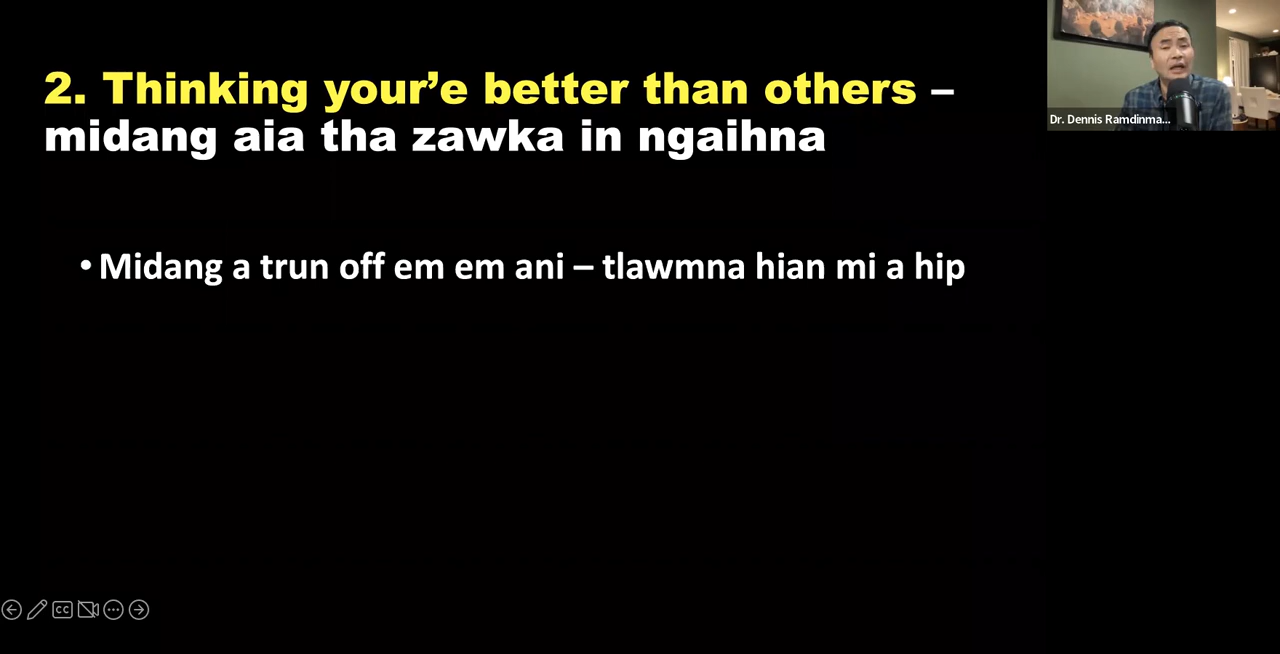 2. Thinking your’e better than others –
midang aia tha zawka in ngaihna
• Midang a trun off em em ani – tlawmna hian mi a hip
Dr. Dennis Ramdinma...
CC